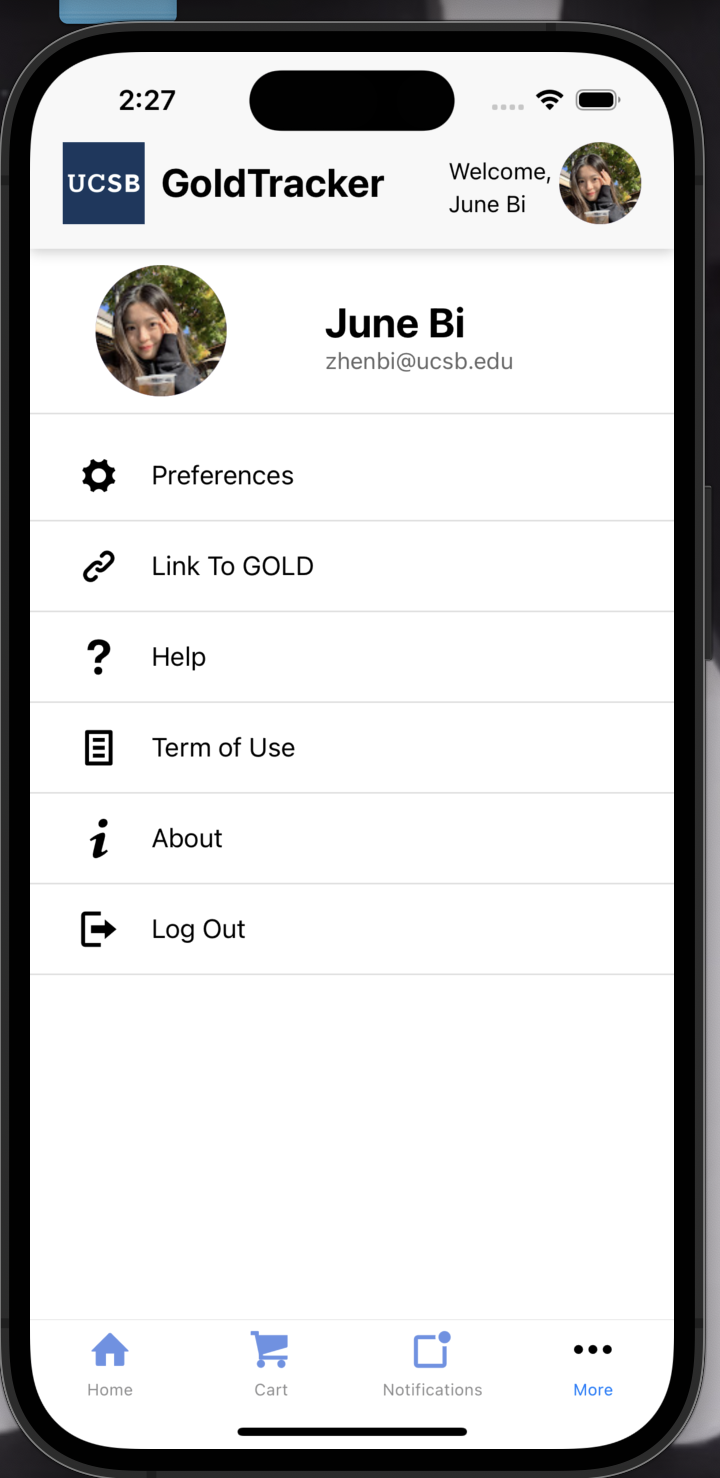 2:27
UCSB
GoldTracker
Welcome,
June Bi
June Bi
zhenbi@ucsb.edu
Preferences
Link To GOLD
Help
Term of Use
About
Log Out
Home
Cart
Notifications
More